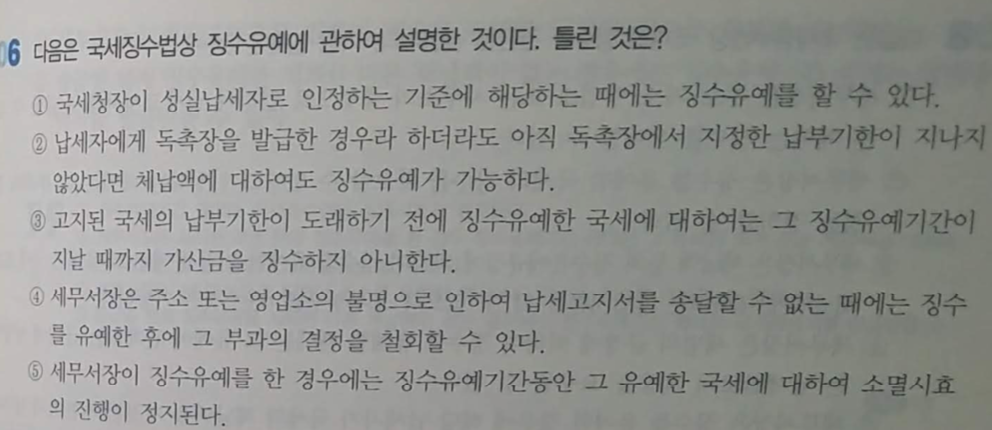 06 다음은 국세징수법상 징수유예에 관하여 설명한 것이다. 틀린 것은?
① 국세청장이 성실납세자로 인정하는 기준에 해당하는 때에는 징수유예를 할 수 있다.
② 납세자에게 독촉장을 발급한 경우라 하더라도 아직 독촉장에서 지정한 납부기한이 지나지
않았다면 체납액에 대하여도 징수유예가 가능하다.
③ 고지된 국세의 납부기한이 도래하기 전에 징수유예한 국세에 대하여는 그 징수유예기간이
지날 때까지 가산금을 징수하지 아니한다.
④ 세무서장은 주소 또는 영업소의 불명으로 인하여 납세고지서를 송달할 수 없는 때에는 징수
를 유예한 후에 그 부과의 결정을 철회할 수 있다.
⑤ 세무서장이 징수유예를 한 경우에는 징수유예기간동안 그 유예한 국세에 대하여 소멸시효
의 진행이 정지된다.